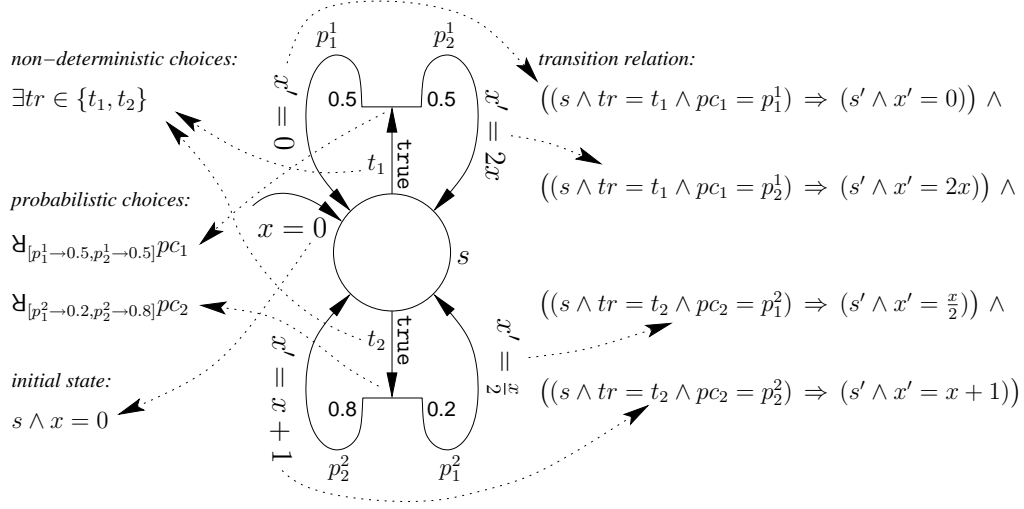 non−deterministic choices:
∃tr ∈ {t₁, t₂}
probabilistic choices:
Я_[p₁¹→0.5,p₂¹→0.5] pc₁
Я_[p₁²→0.2,p₂²→0.8] pc₂
initial state:
s ∧ x = 0
p₁¹
p₂¹
x′ = 0
0.5
0.5
x′ = 2x
t₁
true
x = 0
s
t₂
true
x′ = x + 1
x′ = x/2
0.8
0.2
p₂²
p₁²
transition relation:
((s ∧ tr = t₁ ∧ pc₁ = p₁¹) ⇒ (s′ ∧ x′ = 0)) ∧
((s ∧ tr = t₁ ∧ pc₁ = p₂¹) ⇒ (s′ ∧ x′ = 2x)) ∧
((s ∧ tr = t₂ ∧ pc₂ = p₁²) ⇒ (s′ ∧ x′ = x/2)) ∧
((s ∧ tr = t₂ ∧ pc₂ = p₂²) ⇒ (s′ ∧ x′ = x + 1))